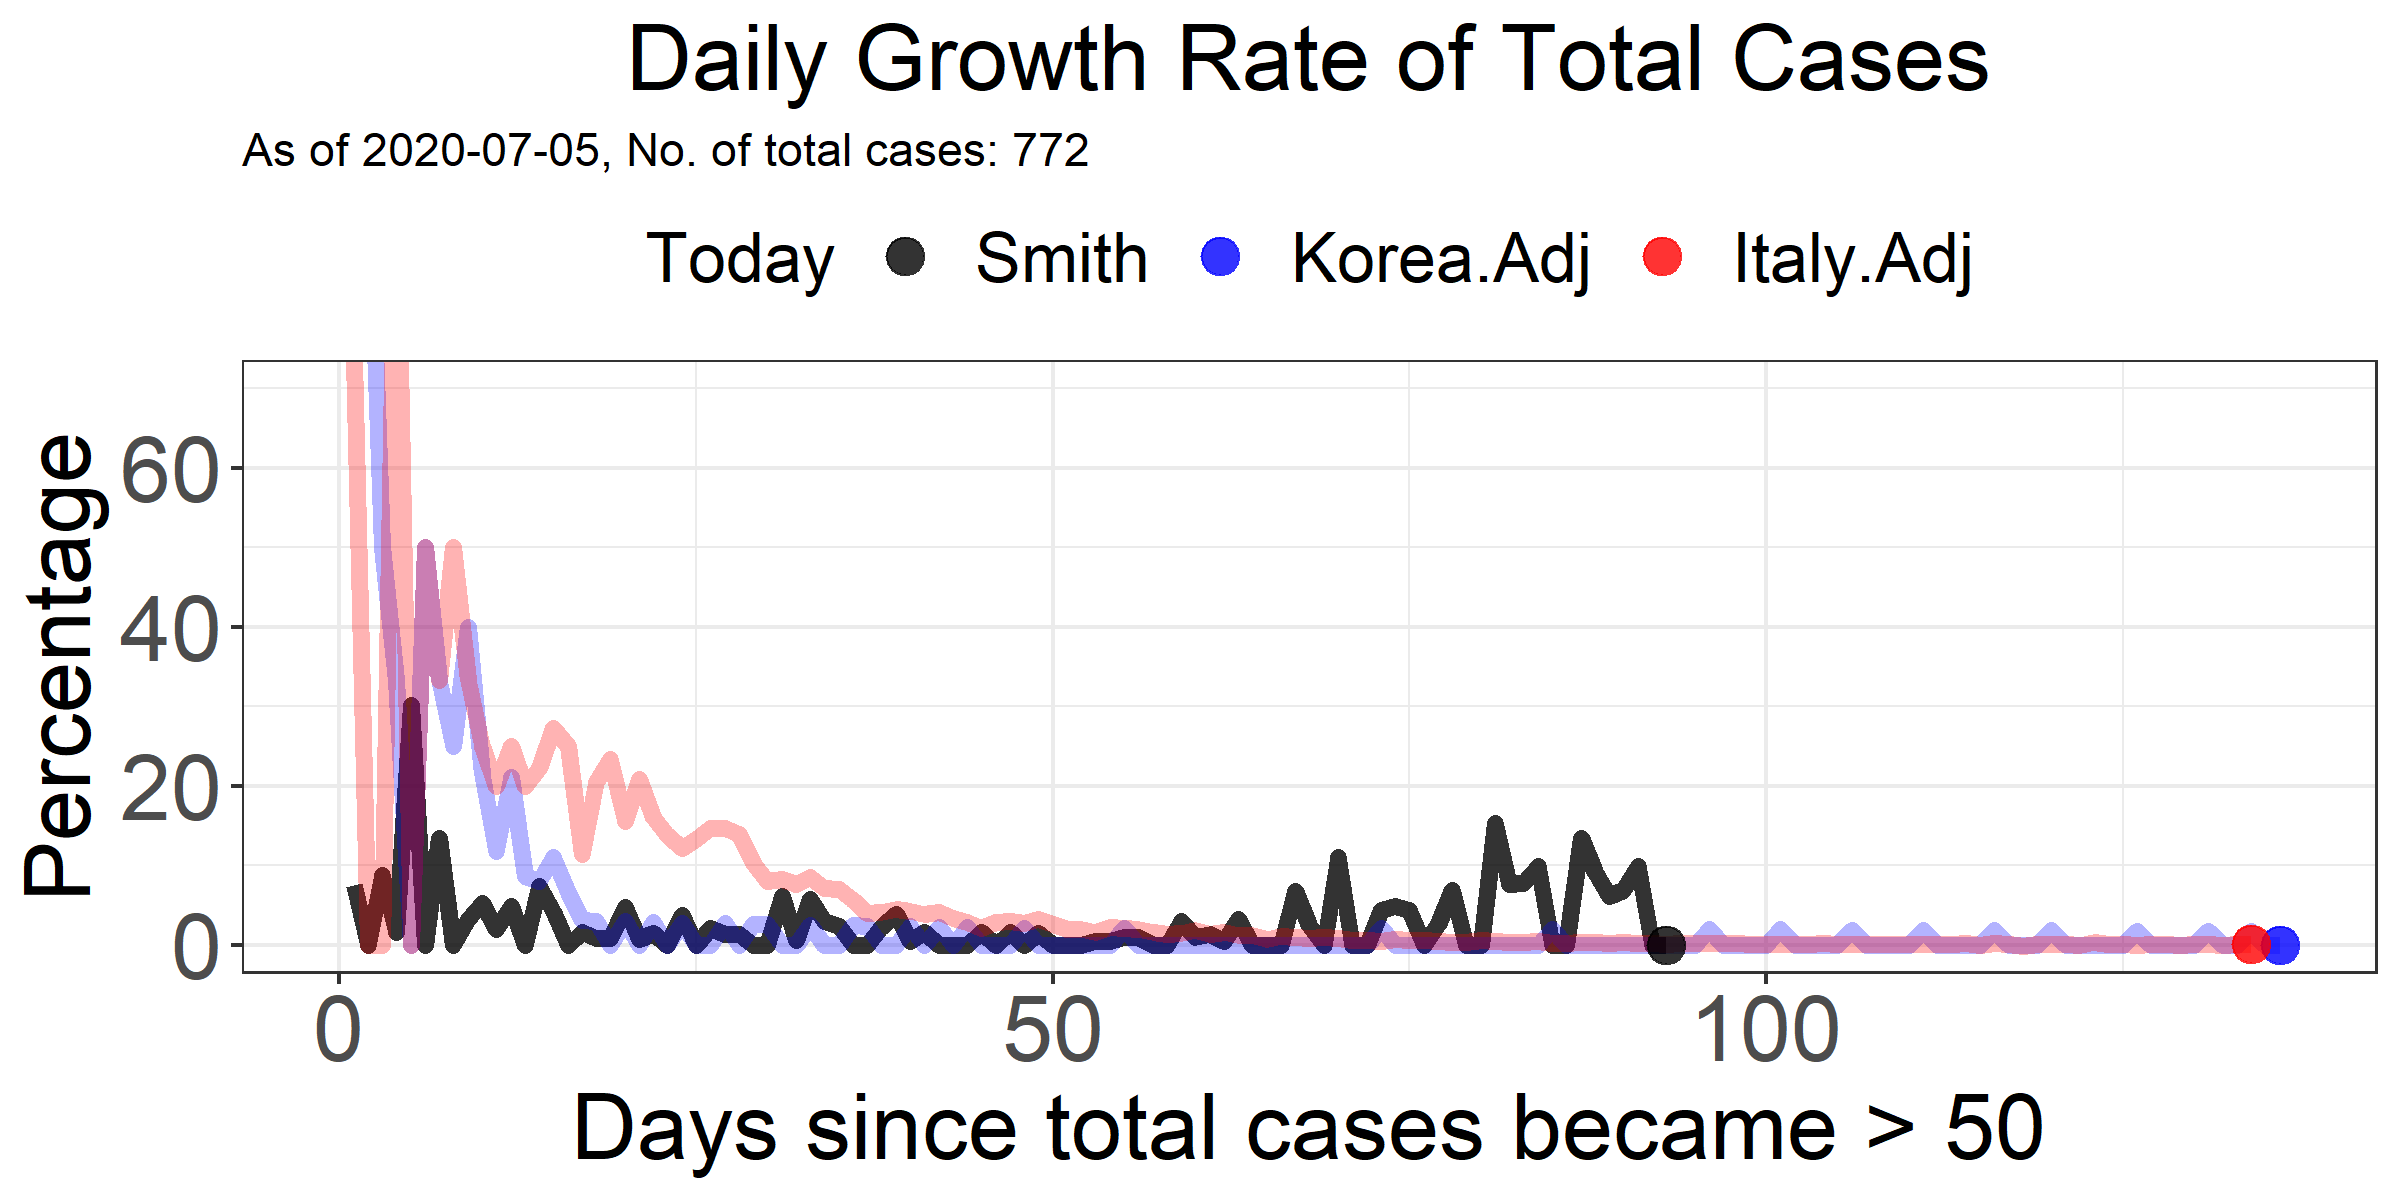 Daily Growth Rate of Total Cases
As of 2020-07-05, No. of total cases: 772
Today Smith Korea.Adj Italy.Adj
Percentage
60
40
20
0
0 50 100
Days since total cases became > 50